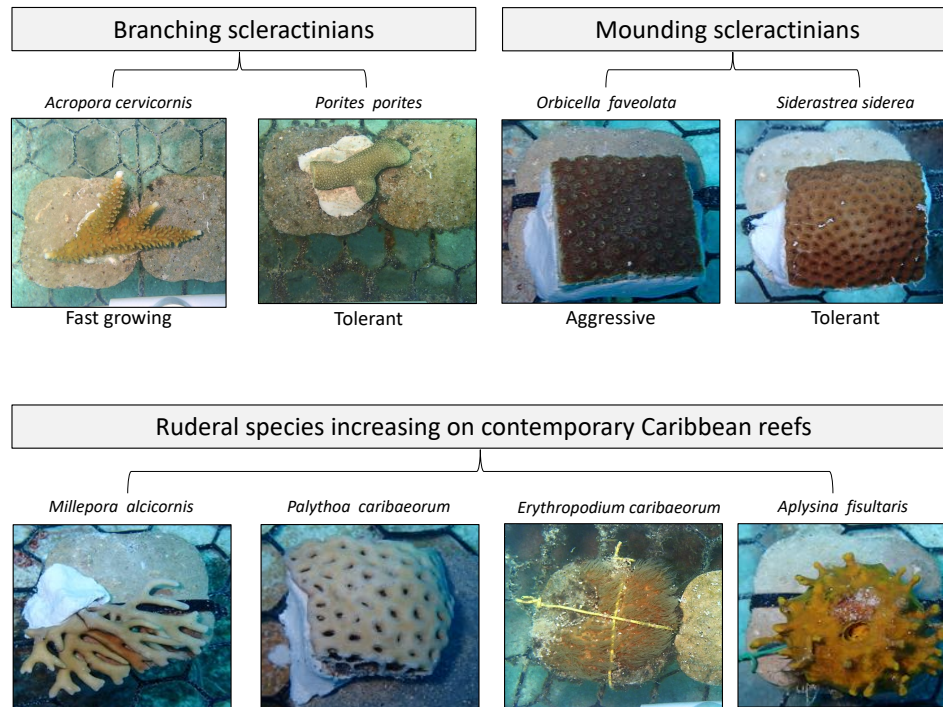 Branching scleractinians
Mounding scleractinians
Acropora cervicornis
Porites porites
Orbicella faveolata
Siderastrea siderea
Fast growing
Tolerant
Aggressive
Tolerant
Ruderal species increasing on contemporary Caribbean reefs
Millepora alcicornis
Palythoa caribaeorum
Erythropodium caribaeorum
Aplysina fisultaris